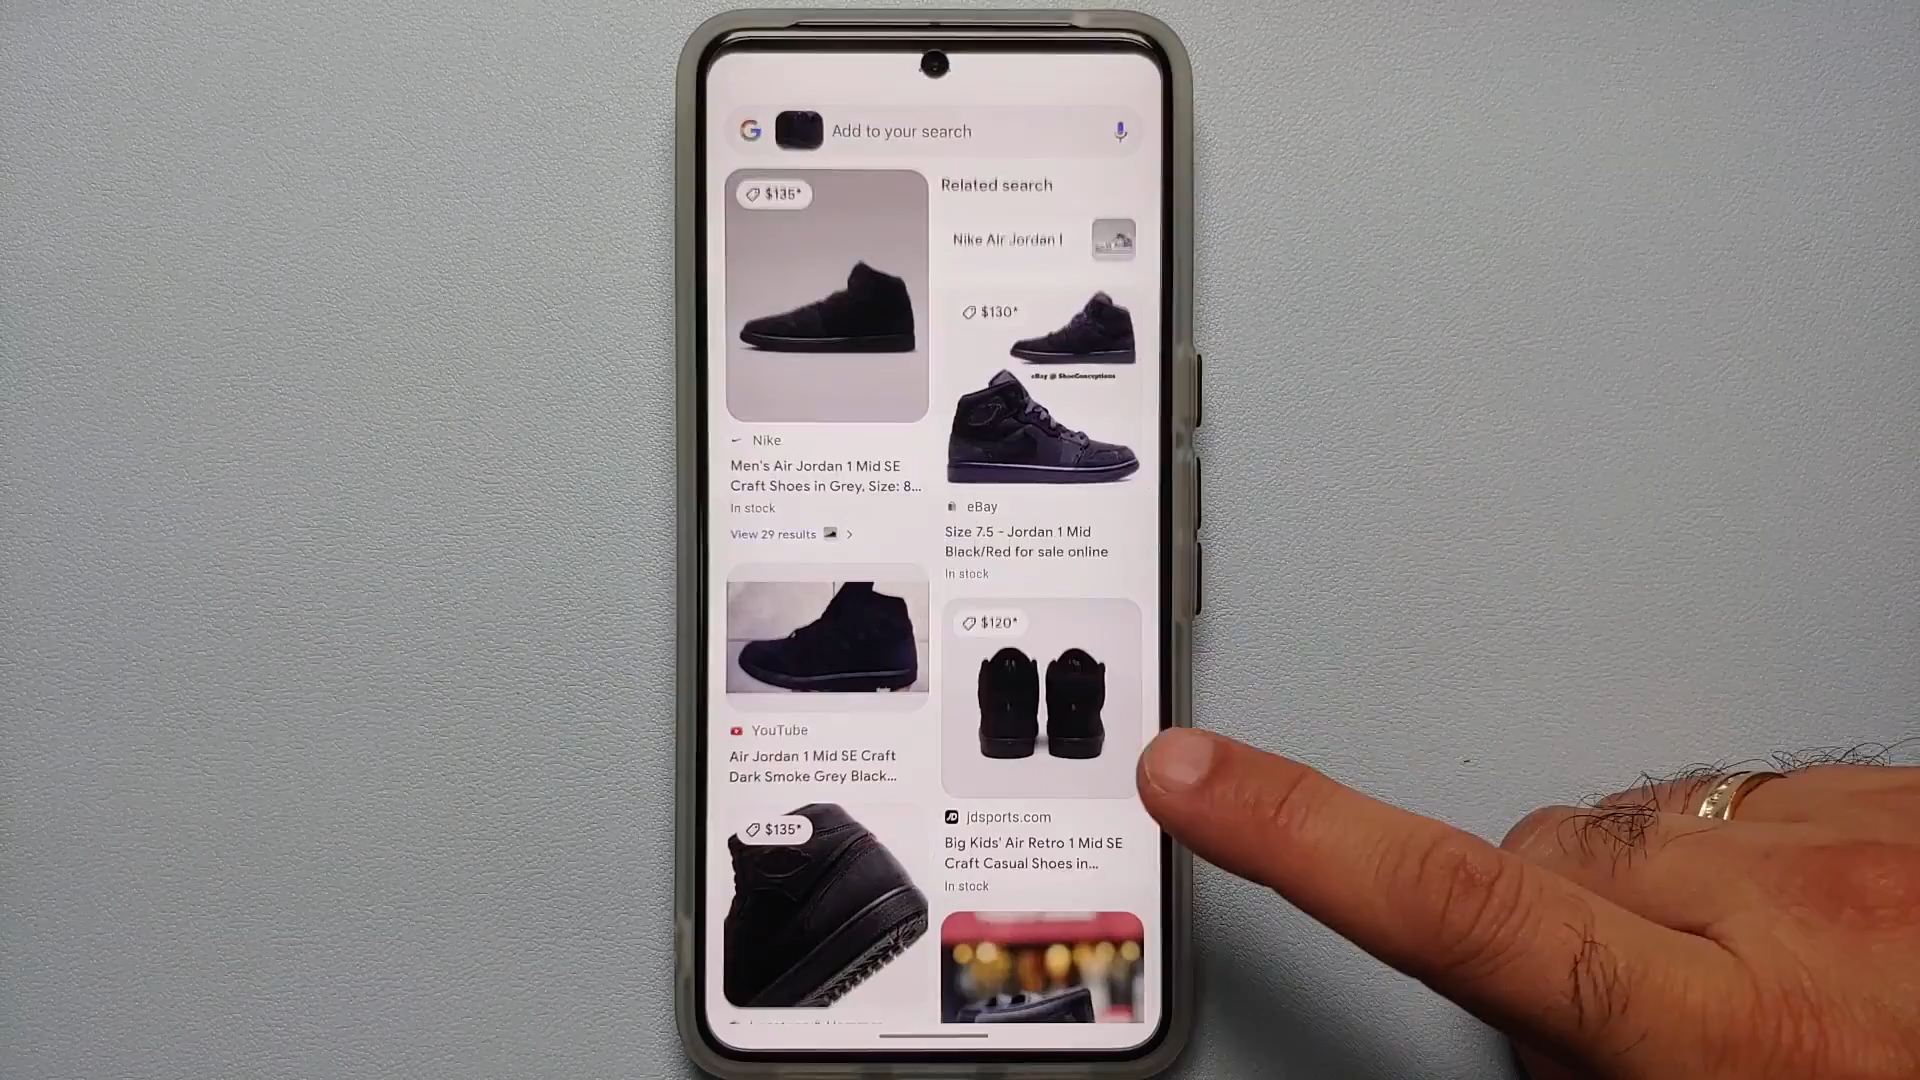 Add to your search
$135*
Nike
Men's Air Jordan 1 Mid SE
Craft Shoes in Grey, Size: 8...
In stock
View 29 results
YouTube
Air Jordan 1 Mid SE Craft
Dark Smoke Grey Black...
$135*
Related search
Nike Air Jordan I
$130*
eBay @ ShoeConceptions
eBay
Size 7.5 - Jordan 1 Mid
Black/Red for sale online
In stock
$120*
jdsports.com
Big Kids' Air Retro 1 Mid SE
Craft Casual Shoes in...
In stock